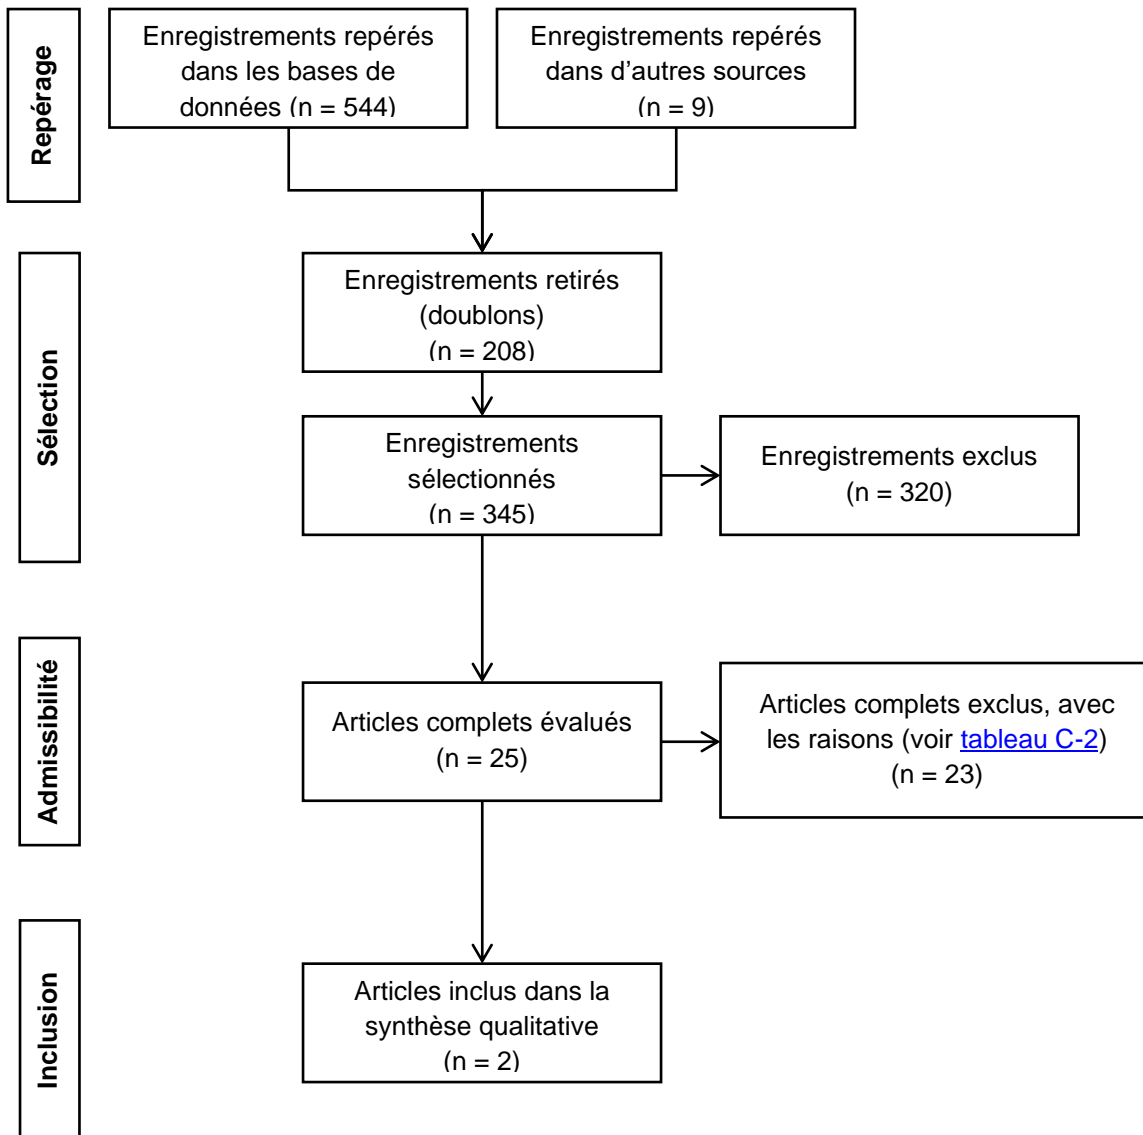 Repérage
Enregistrements repérés
dans les bases de
données (n = 544)
Enregistrements repérés
dans d’autres sources
(n = 9)
Sélection
Enregistrements retirés
(doublons)
(n = 208)
Enregistrements
sélectionnés
(n = 345)
Enregistrements exclus
(n = 320)
Admissibilité
Articles complets évalués
(n = 25)
Articles complets exclus, avec
les raisons (voir tableau C-2)
(n = 23)
Inclusion
Articles inclus dans la
synthèse qualitative
(n = 2)